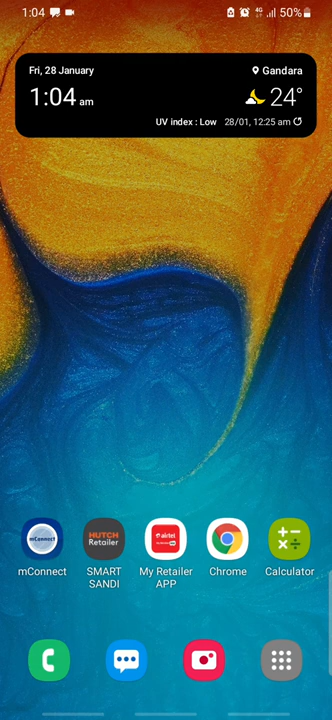 1:04 4G 50%
Fri, 28 January Gandara
1:04 am 24°
UV index : Low 28/01, 12:25 am
mConnect HUTCH Retailer airtel
mConnect SMART SANDI My Retailer APP Chrome Calculator